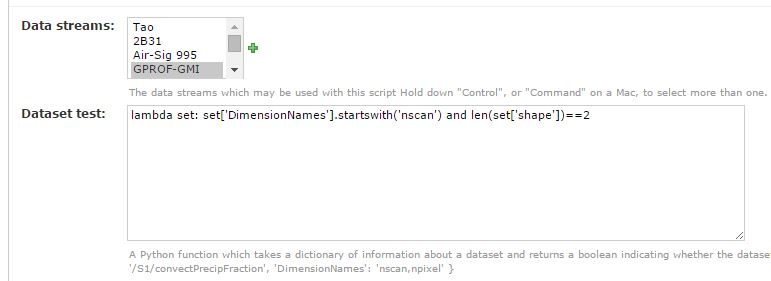 Data streams:
Tao
2B31
Air-Sig 995
GPROF-GMI
The data streams which may be used with this script Hold down "Control", or "Command" on a Mac, to select more than one.
Dataset test:
lambda set: set['DimensionNames'].startswith('nscan') and len(set['shape'])==2
A Python function which takes a dictionary of information about a dataset and returns a boolean indicating whether the datase
'/S1/convectPrecipFraction', 'DimensionNames': 'nscan,npixel' }